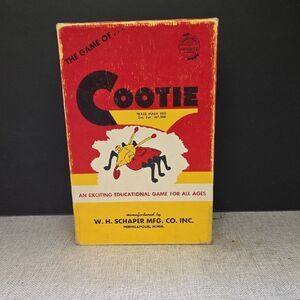 THE GAME OF...
COOTIE
TRADE MARK REG.
AN EXCITING EDUCATIONAL GAME FOR ALL AGES
manufactured by
W. H. SCHAPER MFG. CO. INC.
MINNEAPOLIS, MINN.